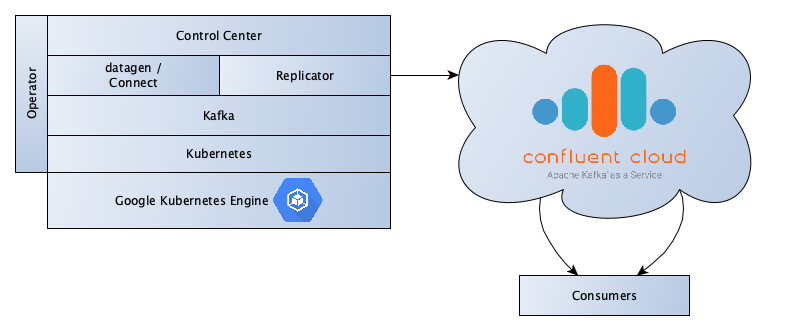 Operator
Control Center
datagen /
Connect
Replicator
Kafka
Kubernetes
Google Kubernetes Engine
confluent cloud
Apache Kafka® as a Service
Consumers